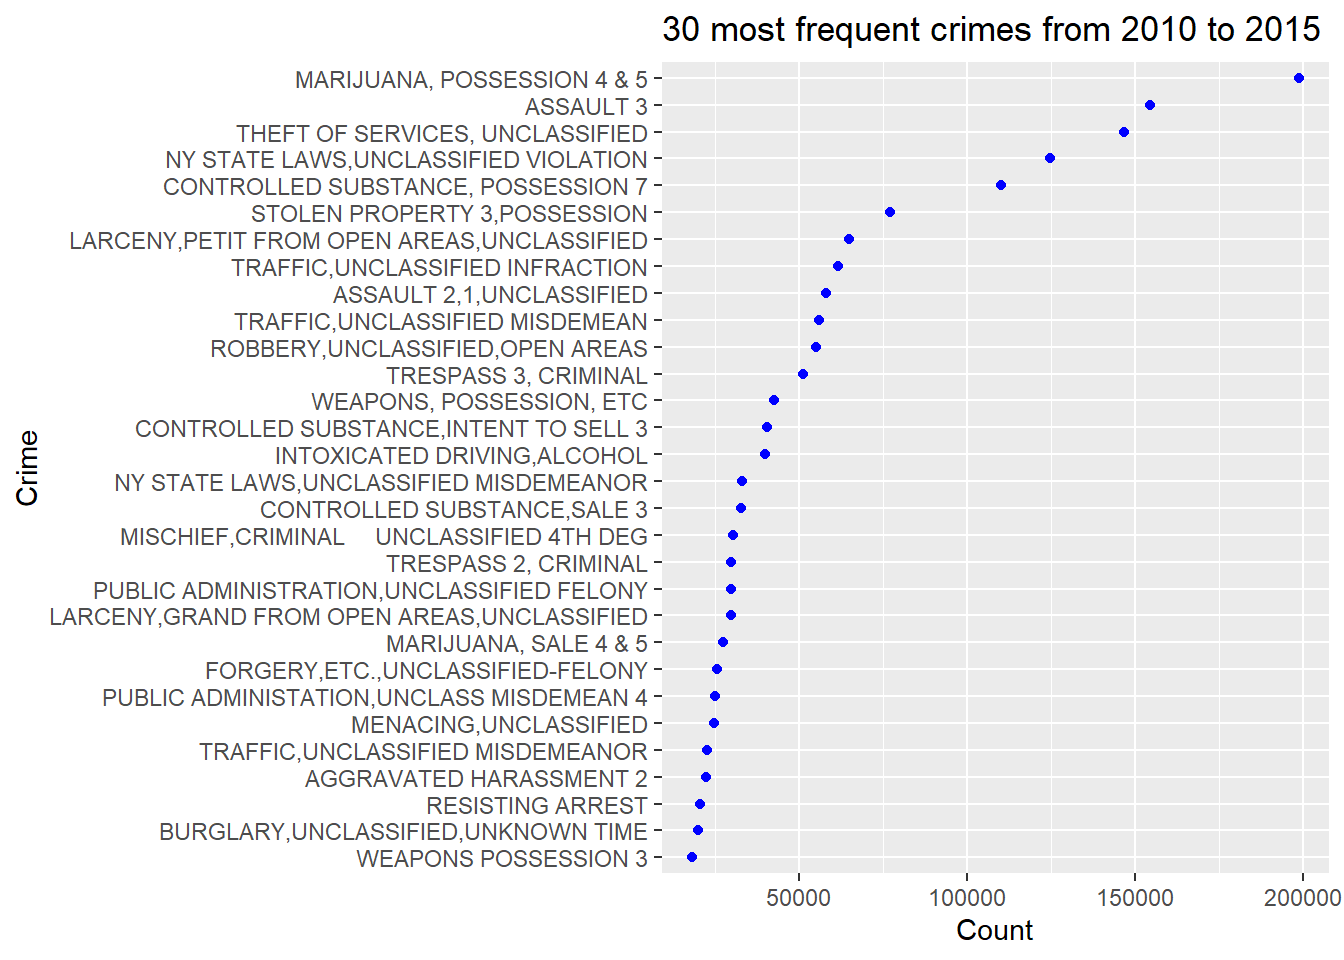 30 most frequent crimes from 2010 to 2015
MARIJUANA, POSSESSION 4 & 5
ASSAULT 3
THEFT OF SERVICES, UNCLASSIFIED
NY STATE LAWS,UNCLASSIFIED VIOLATION
CONTROLLED SUBSTANCE, POSSESSION 7
STOLEN PROPERTY 3,POSSESSION
LARCENY,PETIT FROM OPEN AREAS,UNCLASSIFIED
TRAFFIC,UNCLASSIFIED INFRACTION
ASSAULT 2,1,UNCLASSIFIED
TRAFFIC,UNCLASSIFIED MISDEMEAN
ROBBERY,UNCLASSIFIED,OPEN AREAS
TRESPASS 3, CRIMINAL
WEAPONS, POSSESSION, ETC
CONTROLLED SUBSTANCE,INTENT TO SELL 3
INTOXICATED DRIVING,ALCOHOL
NY STATE LAWS,UNCLASSIFIED MISDEMEANOR
CONTROLLED SUBSTANCE,SALE 3
MISCHIEF,CRIMINAL     UNCLASSIFIED 4TH DEG
TRESPASS 2, CRIMINAL
PUBLIC ADMINISTRATION,UNCLASSIFIED FELONY
LARCENY,GRAND FROM OPEN AREAS,UNCLASSIFIED
MARIJUANA, SALE 4 & 5
FORGERY,ETC.,UNCLASSIFIED-FELONY
PUBLIC ADMINISTATION,UNCLASS MISDEMEAN 4
MENACING,UNCLASSIFIED
TRAFFIC,UNCLASSIFIED MISDEMEANOR
AGGRAVATED HARASSMENT 2
RESISTING ARREST
BURGLARY,UNCLASSIFIED,UNKNOWN TIME
WEAPONS POSSESSION 3
Crime
50000 100000 150000 200000
Count